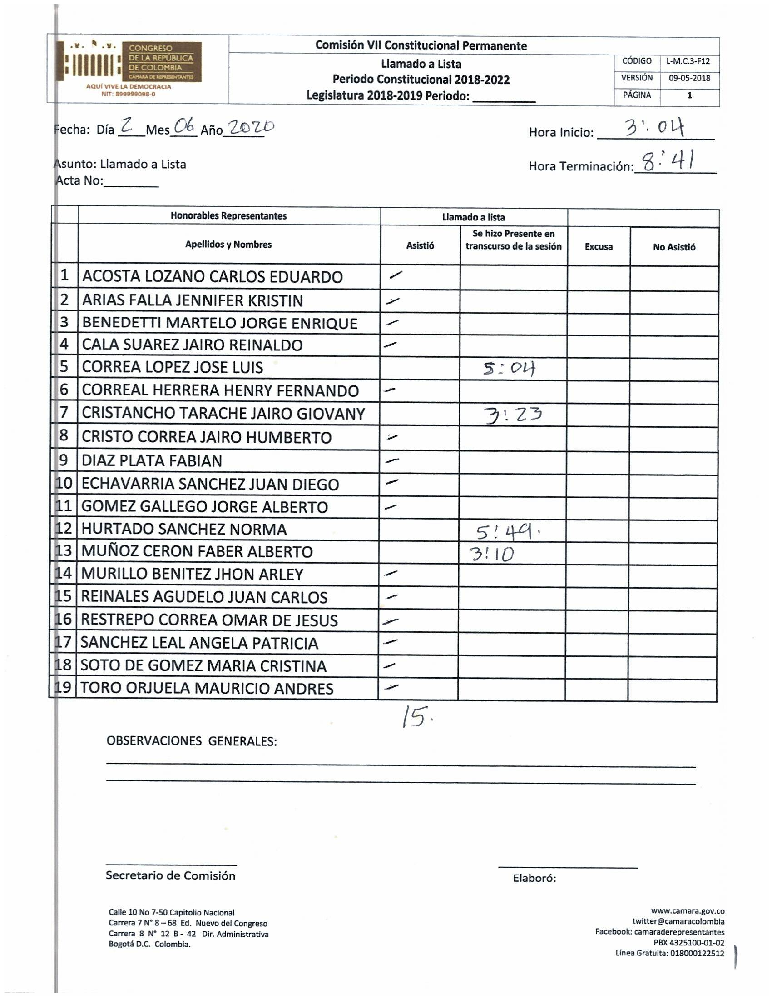 CONGRESO
DE LA REPÚBLICA
DE COLOMBIA
CÁMARA DE REPRESENTANTES
AQUÍ VIVE LA DEMOCRACIA
NIT: 899999098-0
Comisión VII Constitucional Permanente
Llamado a Lista
Periodo Constitucional 2018-2022
Legislatura 2018-2019 Periodo: ____________
CÓDIGO L-M.C.3-F12
VERSIÓN 09-05-2018
PÁGINA 1
Fecha: Día 2 Mes 06 Año 2020 Hora Inicio: 3:04
Asunto: Llamado a Lista Hora Terminación: 8:41
Acta No:_________
Honorables Representantes Llamado a lista
Apellidos y Nombres Asistió Se hizo Presente en transcurso de la sesión Excusa No Asistió
1 ACOSTA LOZANO CARLOS EDUARDO –
2 ARIAS FALLA JENNIFER KRISTIN –
3 BENEDETTI MARTELO JORGE ENRIQUE –
4 CALA SUAREZ JAIRO REINALDO –
5 CORREA LOPEZ JOSE LUIS 5:04
6 CORREAL HERRERA HENRY FERNANDO –
7 CRISTANCHO TARACHE JAIRO GIOVANY 3:23
8 CRISTO CORREA JAIRO HUMBERTO –
9 DIAZ PLATA FABIAN –
10 ECHAVARRIA SANCHEZ JUAN DIEGO –
11 GOMEZ GALLEGO JORGE ALBERTO –
12 HURTADO SANCHEZ NORMA 5:49.
13 MUÑOZ CERON FABER ALBERTO 3:10
14 MURILLO BENITEZ JHON ARLEY –
15 REINALES AGUDELO JUAN CARLOS –
16 RESTREPO CORREA OMAR DE JESUS –
17 SANCHEZ LEAL ANGELA PATRICIA –
18 SOTO DE GOMEZ MARIA CRISTINA –
19 TORO ORJUELA MAURICIO ANDRES –
15.
OBSERVACIONES GENERALES:
Secretario de Comisión
Elaboró:
Calle 10 No 7-50 Capitolio Nacional
Carrera 7 N° 8 – 68 Ed. Nuevo del Congreso
Carrera 8 N° 12 B - 42 Dir. Administrativa
Bogotá D.C. Colombia.
www.camara.gov.co
twitter@camaracolombia
Facebook: camaraderepresentantes
PBX 4325100-01-02
Línea Gratuita: 018000122512